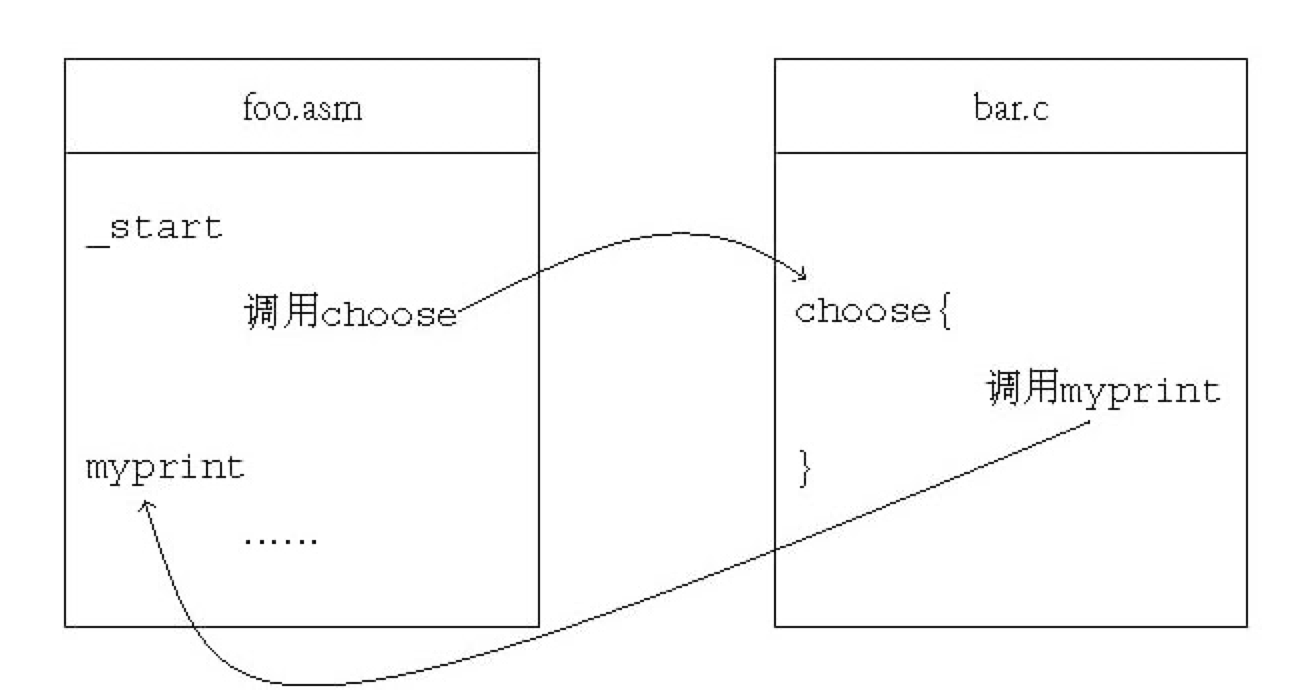 foo.asm
_start
调用choose
myprint
......
bar.c
choose{
调用myprint
}